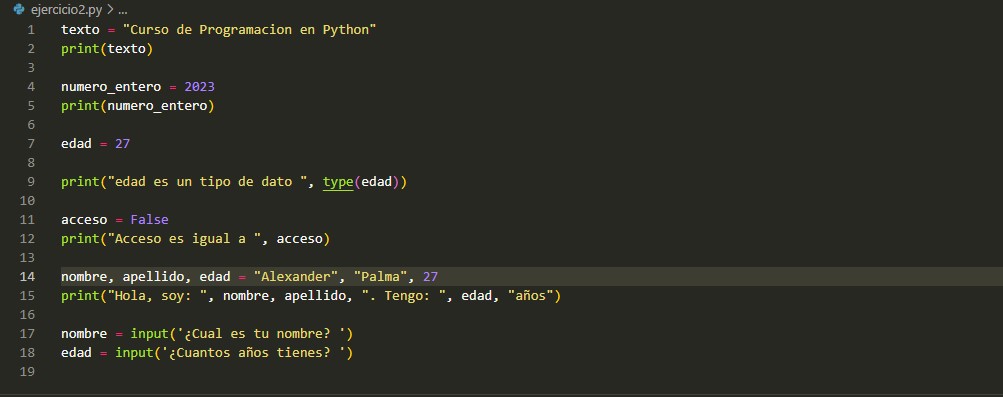 ejercicio2.py > ...
1 texto = "Curso de Programacion en Python"
2 print(texto)
3
4 numero_entero = 2023
5 print(numero_entero)
6
7 edad = 27
8
9 print("edad es un tipo de dato ", type(edad))
10
11 acceso = False
12 print("Acceso es igual a ", acceso)
13
14 nombre, apellido, edad = "Alexander", "Palma", 27
15 print("Hola, soy: ", nombre, apellido, ". Tengo: ", edad, "años")
16
17 nombre = input('¿Cual es tu nombre? ')
18 edad = input('¿Cuantos años tienes? ')
19